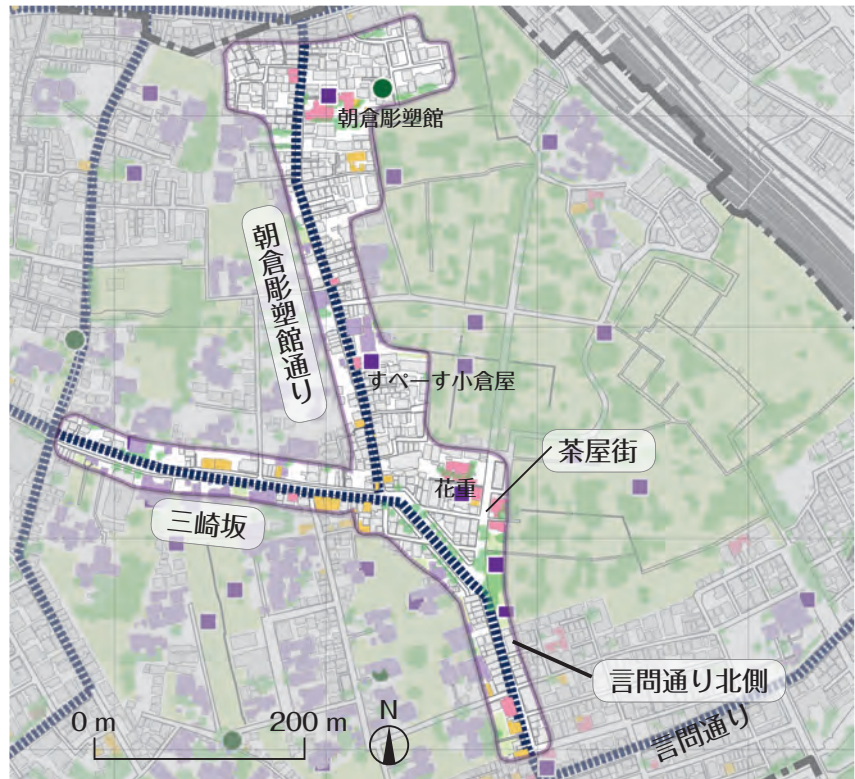 朝倉彫塑館
朝倉彫塑館通り
すぺーす小倉屋
茶屋街
花重
三崎坂
言問通り北側
言問通り
0 m
200 m
N